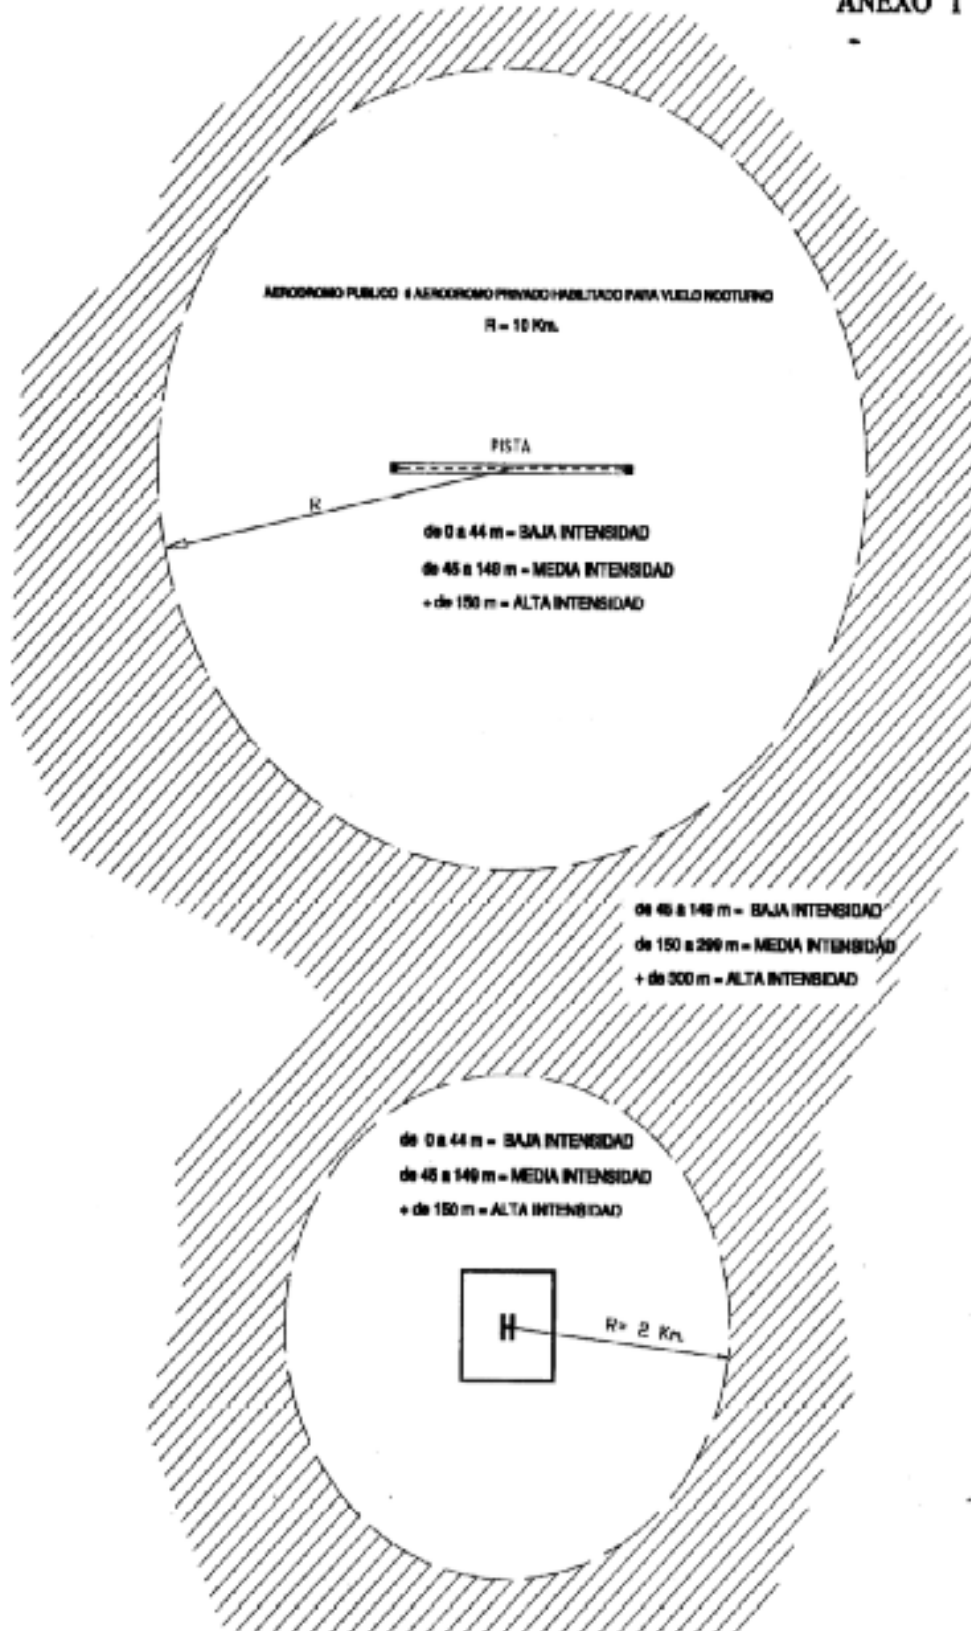 ANEXO 1
AERODROMO PUBLICO ó AERODROMO PRIVADO HABILITADO PARA VUELO NOCTURNO
R = 10 Km.
PISTA
R
de 0 a 44 m = BAJA INTENSIDAD
de 45 a 149 m = MEDIA INTENSIDAD
+ de 150 m = ALTA INTENSIDAD
de 45 a 149 m = BAJA INTENSIDAD
de 150 a 299 m = MEDIA INTENSIDAD
+ de 300 m = ALTA INTENSIDAD
de 0 a 44 m = BAJA INTENSIDAD
de 45 a 149 m = MEDIA INTENSIDAD
+ de 150 m = ALTA INTENSIDAD
H
R= 2 Km.